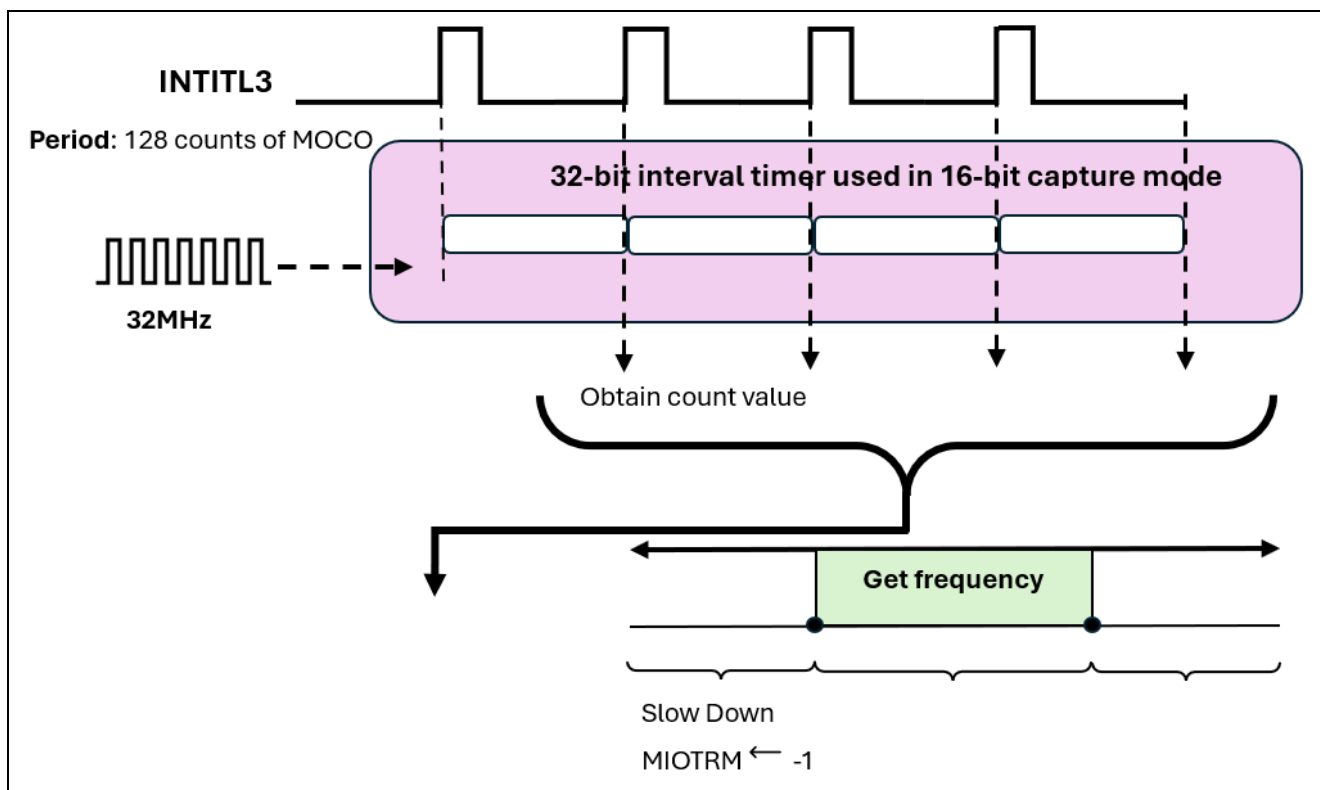 INTITL3
Period: 128 counts of MOCO
32-bit interval timer used in 16-bit capture mode
32MHz
Obtain count value
Get frequency
Slow Down
MIOTRM ← -1